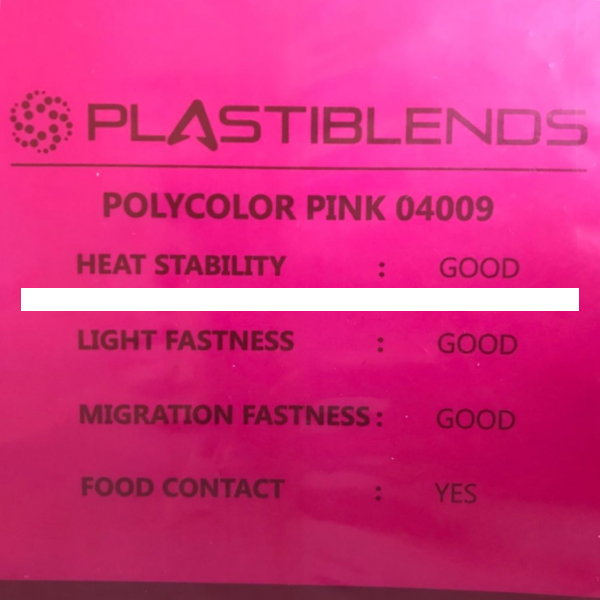 PLASTIBLENDS
POLYCOLOR PINK 04009
HEAT STABILITY : GOOD
LIGHT FASTNESS : GOOD
MIGRATION FASTNESS : GOOD
FOOD CONTACT : YES